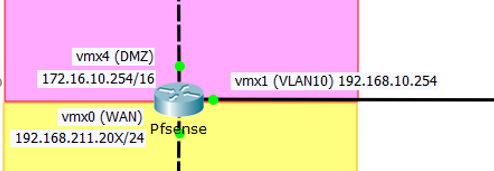 vmx4 (DMZ)
172.16.10.254/16
vmx1 (VLAN10) 192.168.10.254
vmx0 (WAN)
Pfsense
192.168.211.20X/24